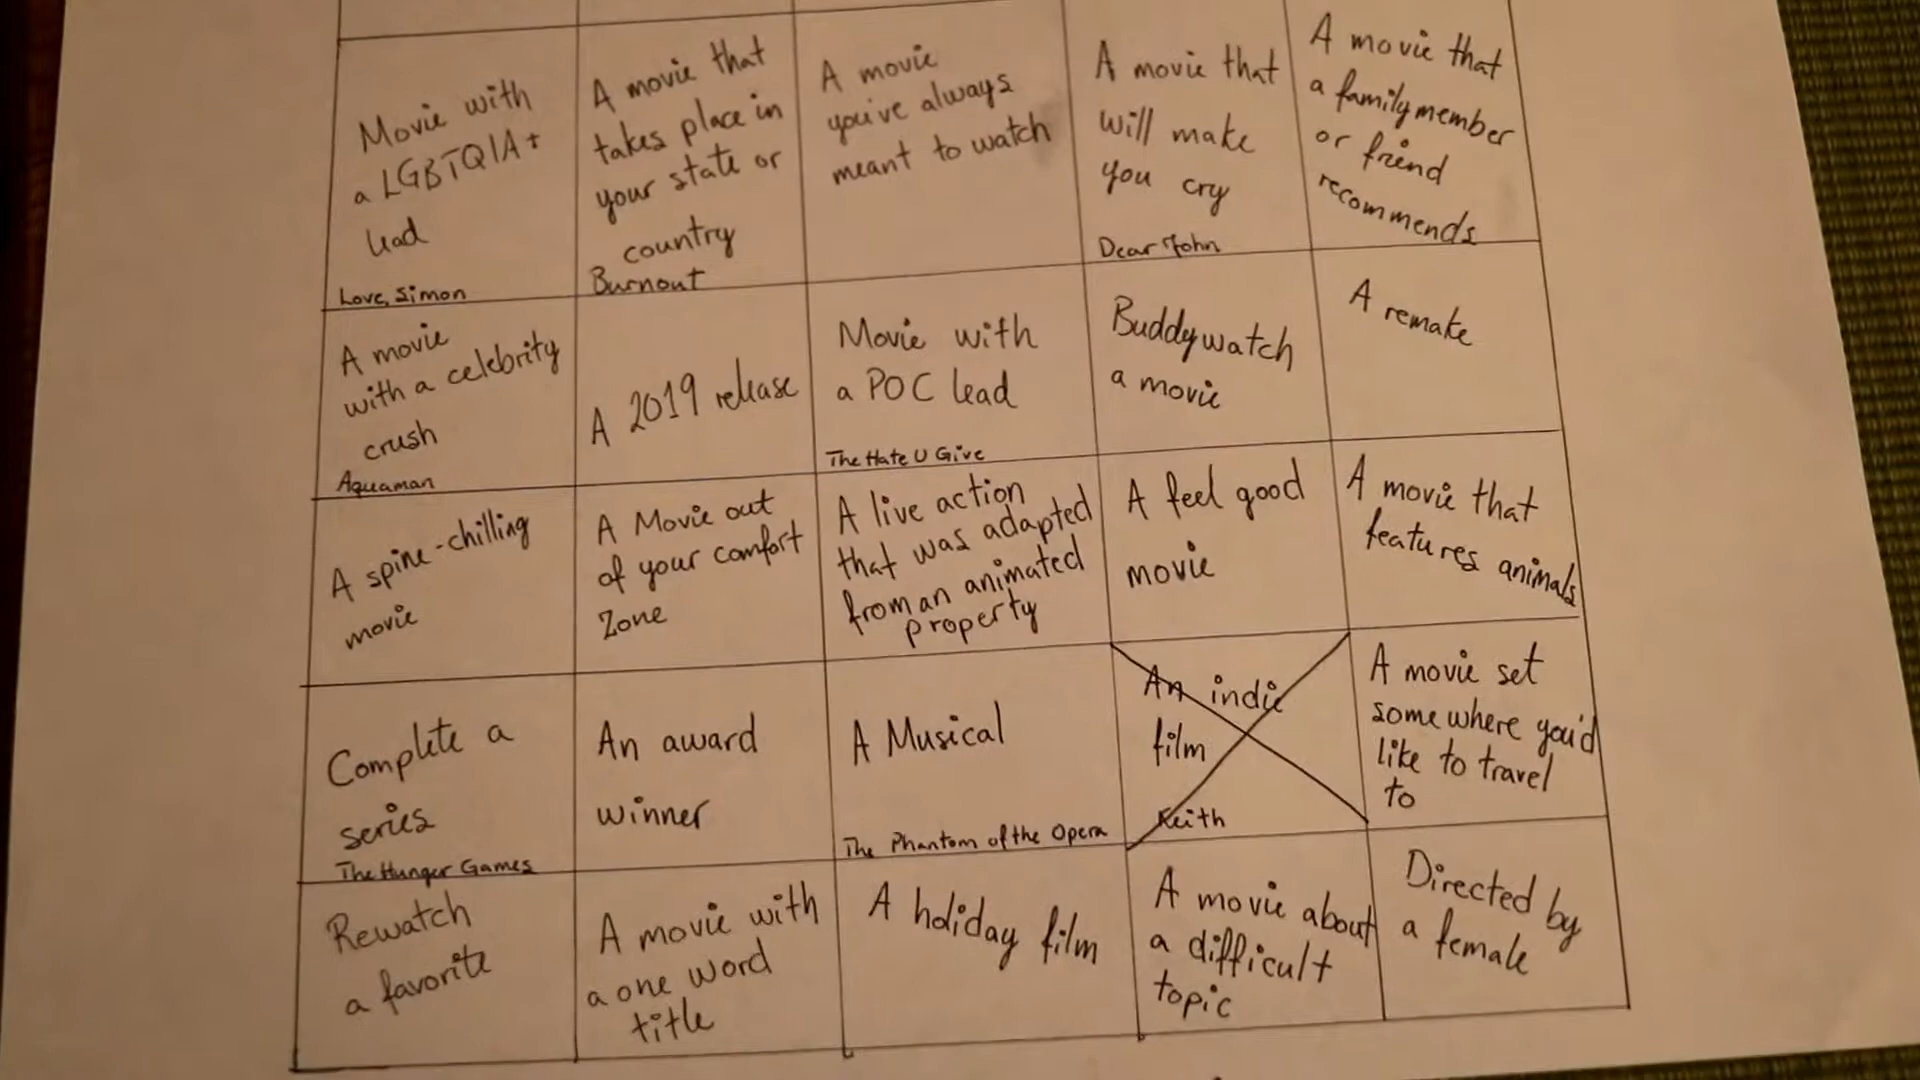 Movie with
a LGBTQIA+
lead
Love, Simon
A movie that
takes place in
your state or
country
Burnout
A movie
you've always
meant to watch
A movie that
will make
you cry
Dear John
A movie that
a family member
or friend
recommends
A movie
with a celebrity
crush
Aquaman
A 2019 release
Movie with
a POC lead
The Hate U Give
Buddy watch
a movie
A remake
A spine-chilling
movie
A Movie out
of your comfort
Zone
A live action
that was adapted
from an animated
property
A feel good
movie
A movie that
features animals
Complete a
series
The Hunger Games
An award
winner
A Musical
The Phantom of the Opera
An indie
film
Keith
A movie set
some where you'd
like to travel
to
Rewatch
a favorite
A movie with
a one word
title
A holiday film
A movie about
a difficult
topic
Directed by
a female